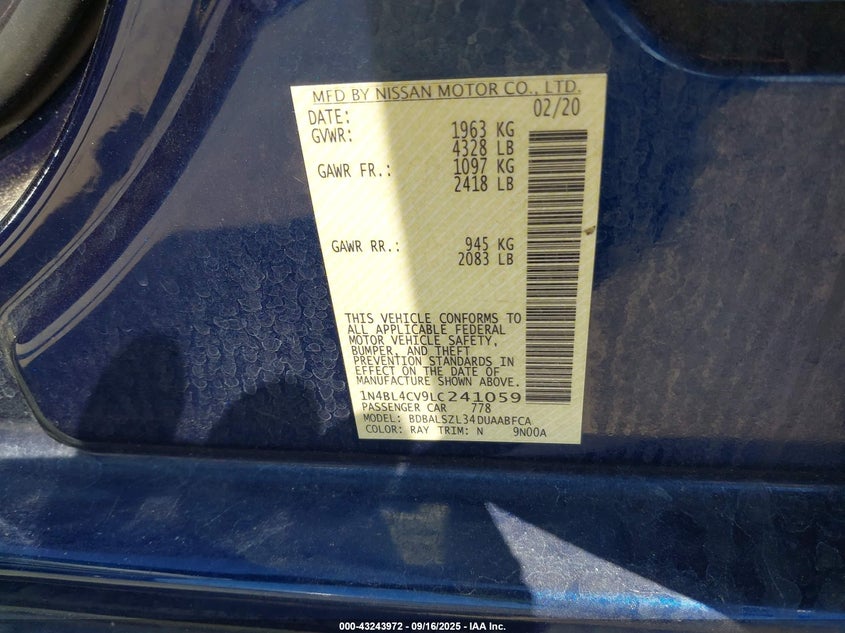 MFD BY NISSAN MOTOR CO., LTD.
DATE: 02/20
GVWR: 1963 KG
4328 LB
GAWR FR.: 1097 KG
2418 LB
GAWR RR.: 945 KG
2083 LB
THIS VEHICLE CONFORMS TO
ALL APPLICABLE FEDERAL
MOTOR VEHICLE SAFETY,
BUMPER, AND THEFT
PREVENTION STANDARDS IN
EFFECT ON THE DATE OF
MANUFACTURE SHOWN ABOVE.
1N4BL4CV9LC241059
PASSENGER CAR 778
MODEL: BDBALSZL34DUAABFCA
COLOR: RAY TRIM: N 9N00A
000-43243972 - 09/16/2025 - IAA Inc.